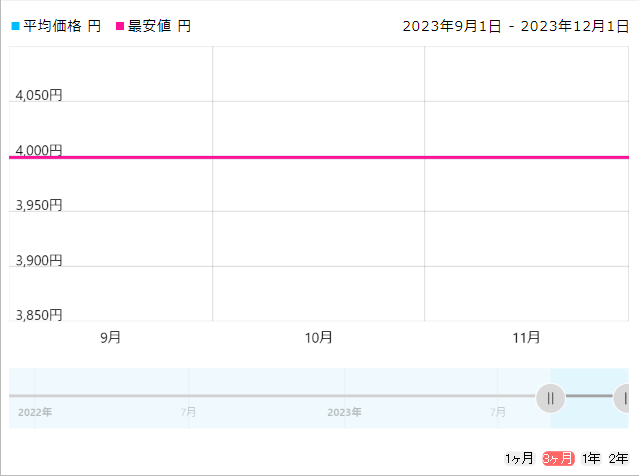 平均価格 円 最安値 円 2023年9月1日 - 2023年12月1日
4,050円
4,000円
3,950円
3,900円
3,850円
9月 10月 11月
2022年 7月 2023年 7月
1ヶ月 3ヶ月 1年 2年